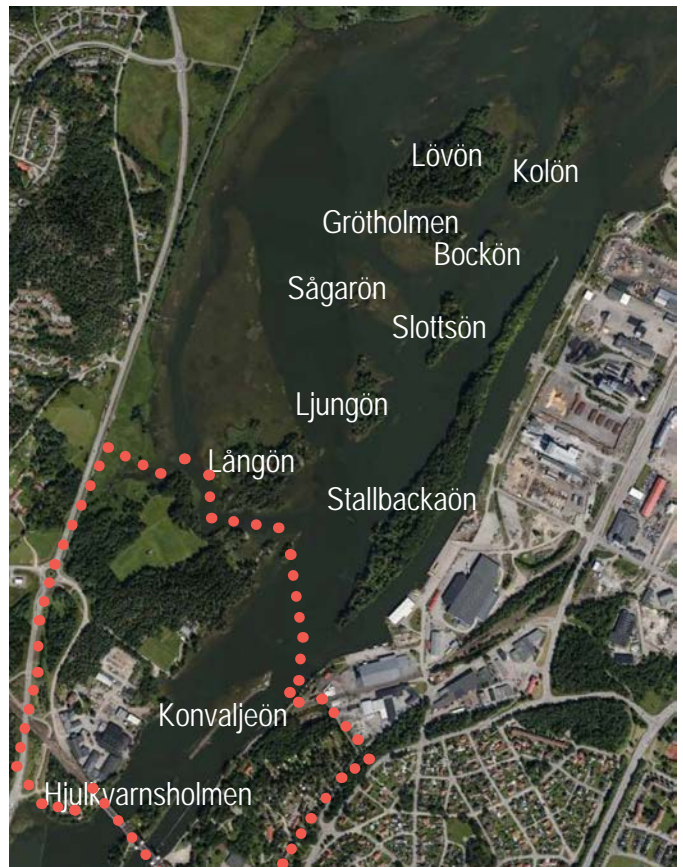 Lövön
Kolön
Grötholmen
Bockön
Sågarön
Slottsön
Ljungön
Långön
Stallbackaön
Konvaljeön
Hjulkvarnsholmen